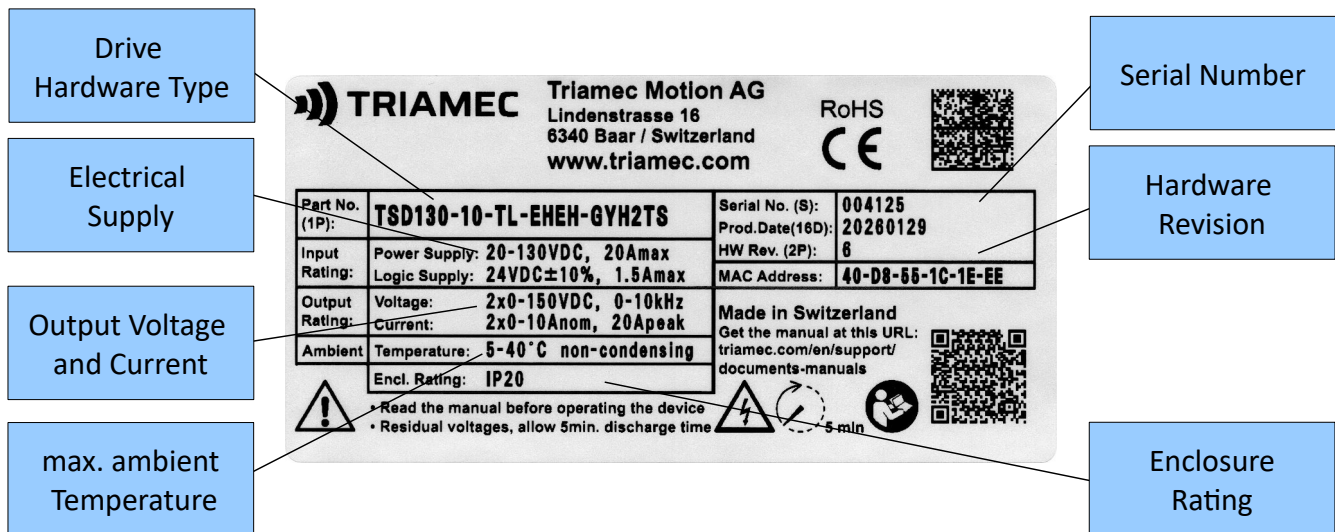 Drive
Hardware Type
Electrical
Supply
Output Voltage
and Current
max. ambient
Temperature
TRIAMEC
Triamec Motion AG
Lindenstrasse 16
6340 Baar / Switzerland
www.triamec.com
RoHS
CE
Part No.
(1P):
TSD130-10-TL-EHEH-GYH2TS
Serial No. (S): 004125
Prod.Date(16D): 20260129
HW Rev. (2P): 6
MAC Address: 40-D8-55-1C-1E-EE
Input
Rating:
Power Supply: 20-130VDC, 20Amax
Logic Supply: 24VDC±10%, 1.5Amax
Output
Rating:
Voltage: 2x0-150VDC, 0-10kHz
Current: 2x0-10Anom, 20Apeak
Ambient
Temperature: 5-40°C non-condensing
Encl. Rating: IP20
Made in Switzerland
Get the manual at this URL:
triamec.com/en/support/
documents-manuals
• Read the manual before operating the device
• Residual voltages, allow 5min. discharge time
5 min
Serial Number
Hardware
Revision
Enclosure
Rating